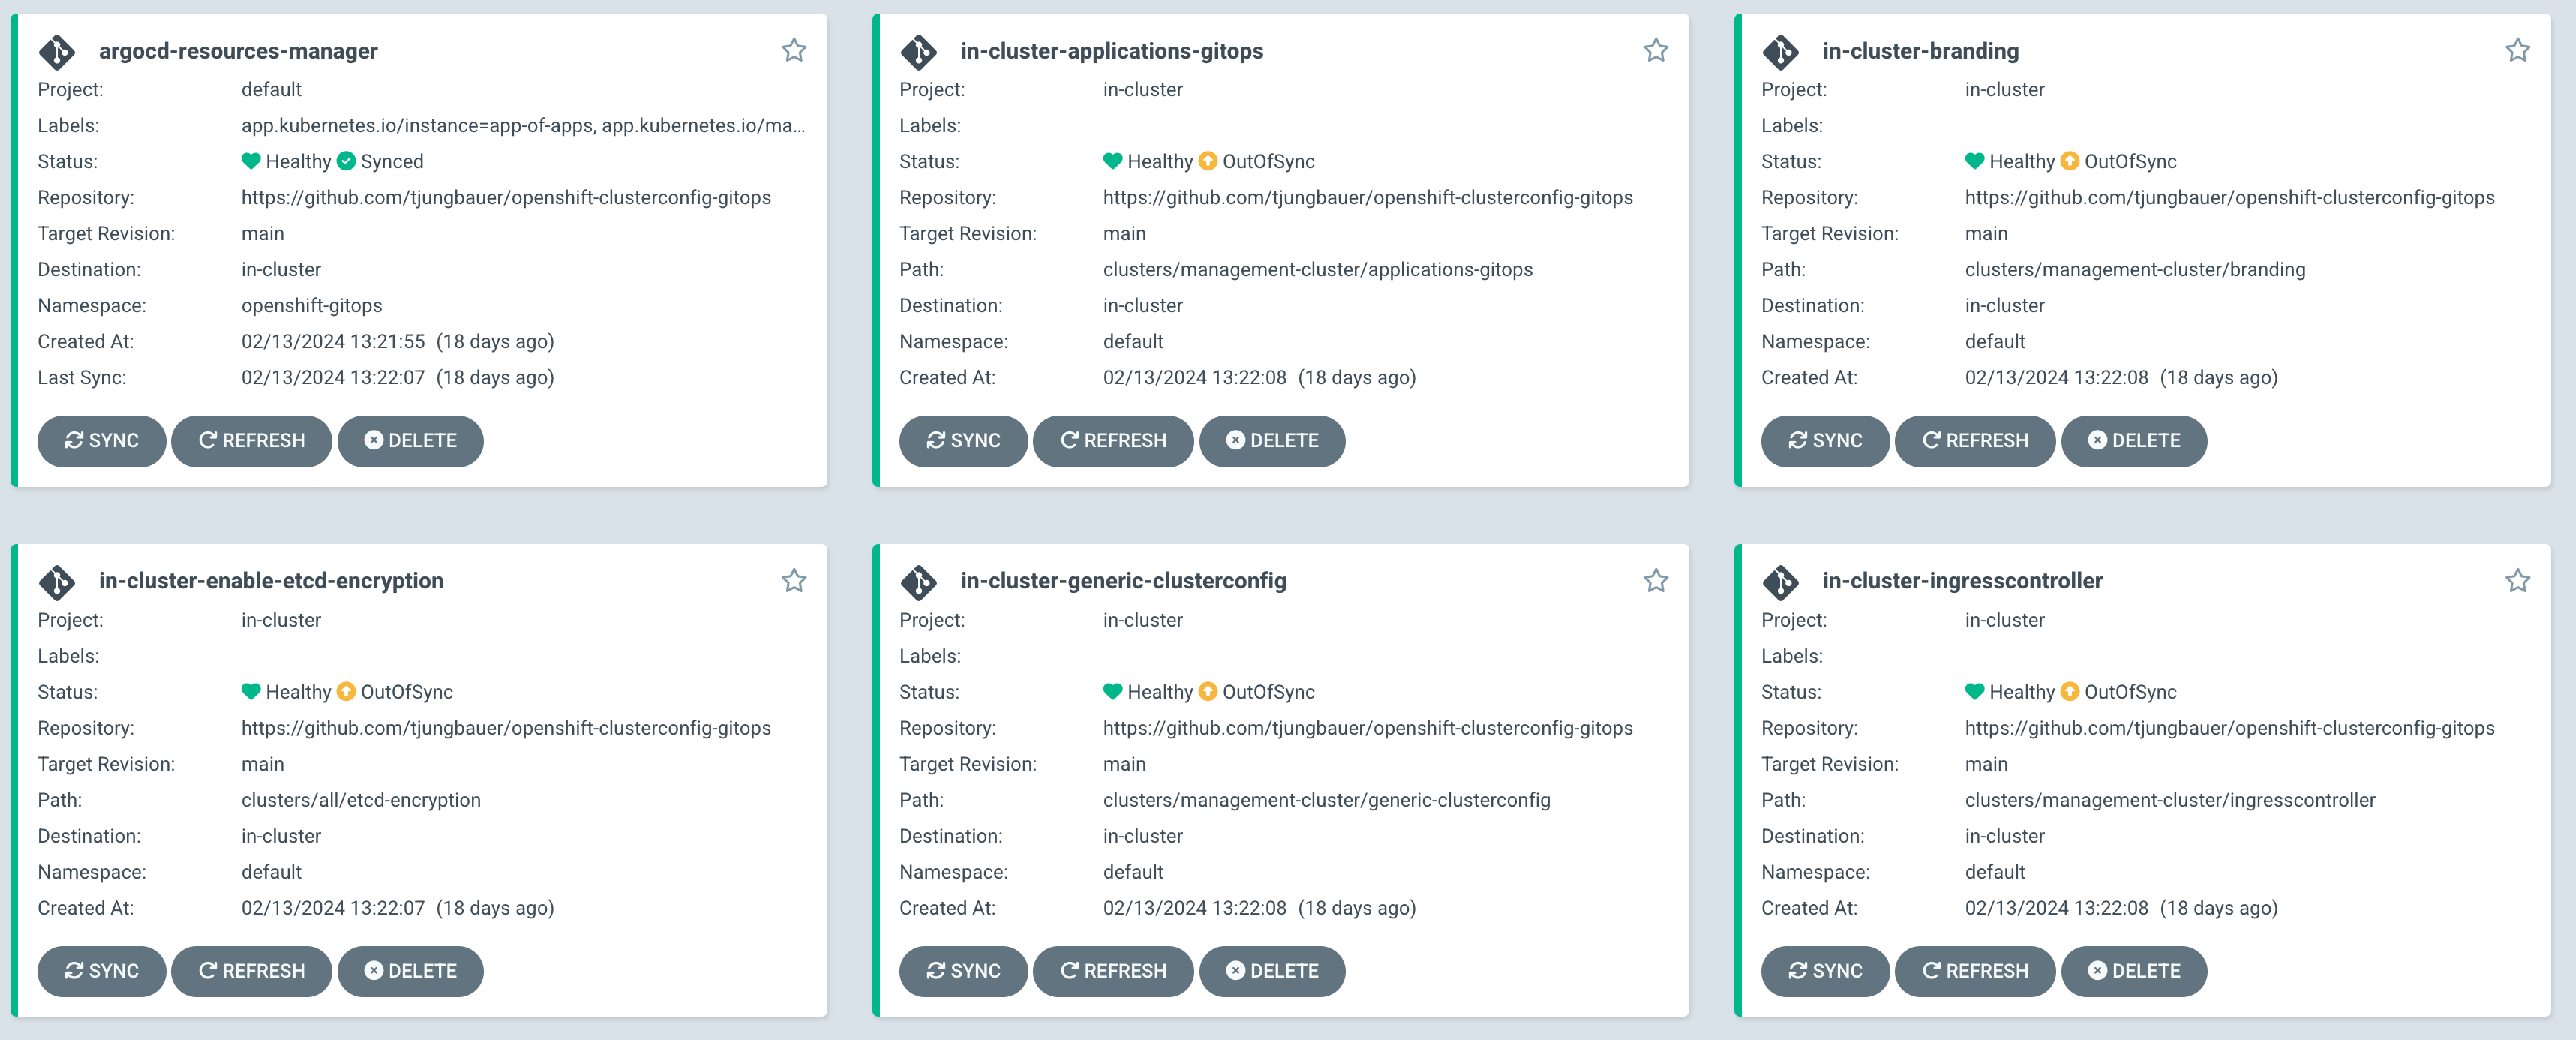 argocd-resources-manager
Project: default
Labels: app.kubernetes.io/instance=app-of-apps, app.kubernetes.io/ma...
Status: Healthy Synced
Repository: https://github.com/tjungbauer/openshift-clusterconfig-gitops
Target Revision: main
Destination: in-cluster
Namespace: openshift-gitops
Created At: 02/13/2024 13:21:55 (18 days ago)
Last Sync: 02/13/2024 13:22:07 (18 days ago)
SYNC REFRESH DELETE
in-cluster-applications-gitops
Project: in-cluster
Labels:
Status: Healthy OutOfSync
Repository: https://github.com/tjungbauer/openshift-clusterconfig-gitops
Target Revision: main
Path: clusters/management-cluster/applications-gitops
Destination: in-cluster
Namespace: default
Created At: 02/13/2024 13:22:08 (18 days ago)
SYNC REFRESH DELETE
in-cluster-branding
Project: in-cluster
Labels:
Status: Healthy OutOfSync
Repository: https://github.com/tjungbauer/openshift-clusterconfig-gitops
Target Revision: main
Path: clusters/management-cluster/branding
Destination: in-cluster
Namespace: default
Created At: 02/13/2024 13:22:08 (18 days ago)
SYNC REFRESH DELETE
in-cluster-enable-etcd-encryption
Project: in-cluster
Labels:
Status: Healthy OutOfSync
Repository: https://github.com/tjungbauer/openshift-clusterconfig-gitops
Target Revision: main
Path: clusters/all/etcd-encryption
Destination: in-cluster
Namespace: default
Created At: 02/13/2024 13:22:07 (18 days ago)
SYNC REFRESH DELETE
in-cluster-generic-clusterconfig
Project: in-cluster
Labels:
Status: Healthy OutOfSync
Repository: https://github.com/tjungbauer/openshift-clusterconfig-gitops
Target Revision: main
Path: clusters/management-cluster/generic-clusterconfig
Destination: in-cluster
Namespace: default
Created At: 02/13/2024 13:22:08 (18 days ago)
SYNC REFRESH DELETE
in-cluster-ingresscontroller
Project: in-cluster
Labels:
Status: Healthy OutOfSync
Repository: https://github.com/tjungbauer/openshift-clusterconfig-gitops
Target Revision: main
Path: clusters/management-cluster/ingresscontroller
Destination: in-cluster
Namespace: default
Created At: 02/13/2024 13:22:08 (18 days ago)
SYNC REFRESH DELETE